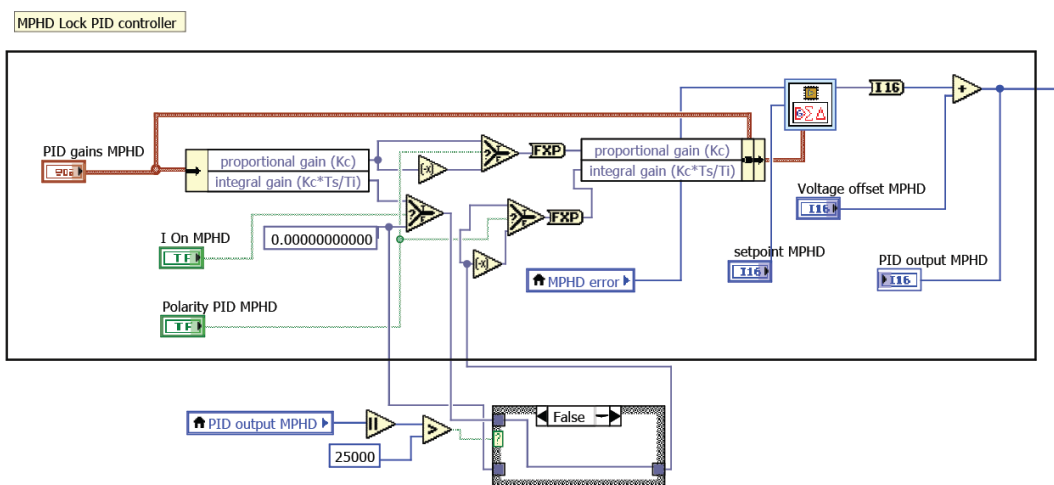 MPHD Lock PID controller
PID gains MPHD
proportional gain (Kc)
integral gain (Kc*Ts/Ti)
[-x]
?
T
F
FXP
proportional gain (Kc)
integral gain (Kc*Ts/Ti)
I16
+
I On MPHD
TF
0.00000000000
?
T
F
?
T
F
FXP
[-x]
Voltage offset MPHD
I16
setpoint MPHD
I16
MPHD error
PID output MPHD
I16
Polarity PID MPHD
TF
PID output MPHD
||
>
25000
False
?